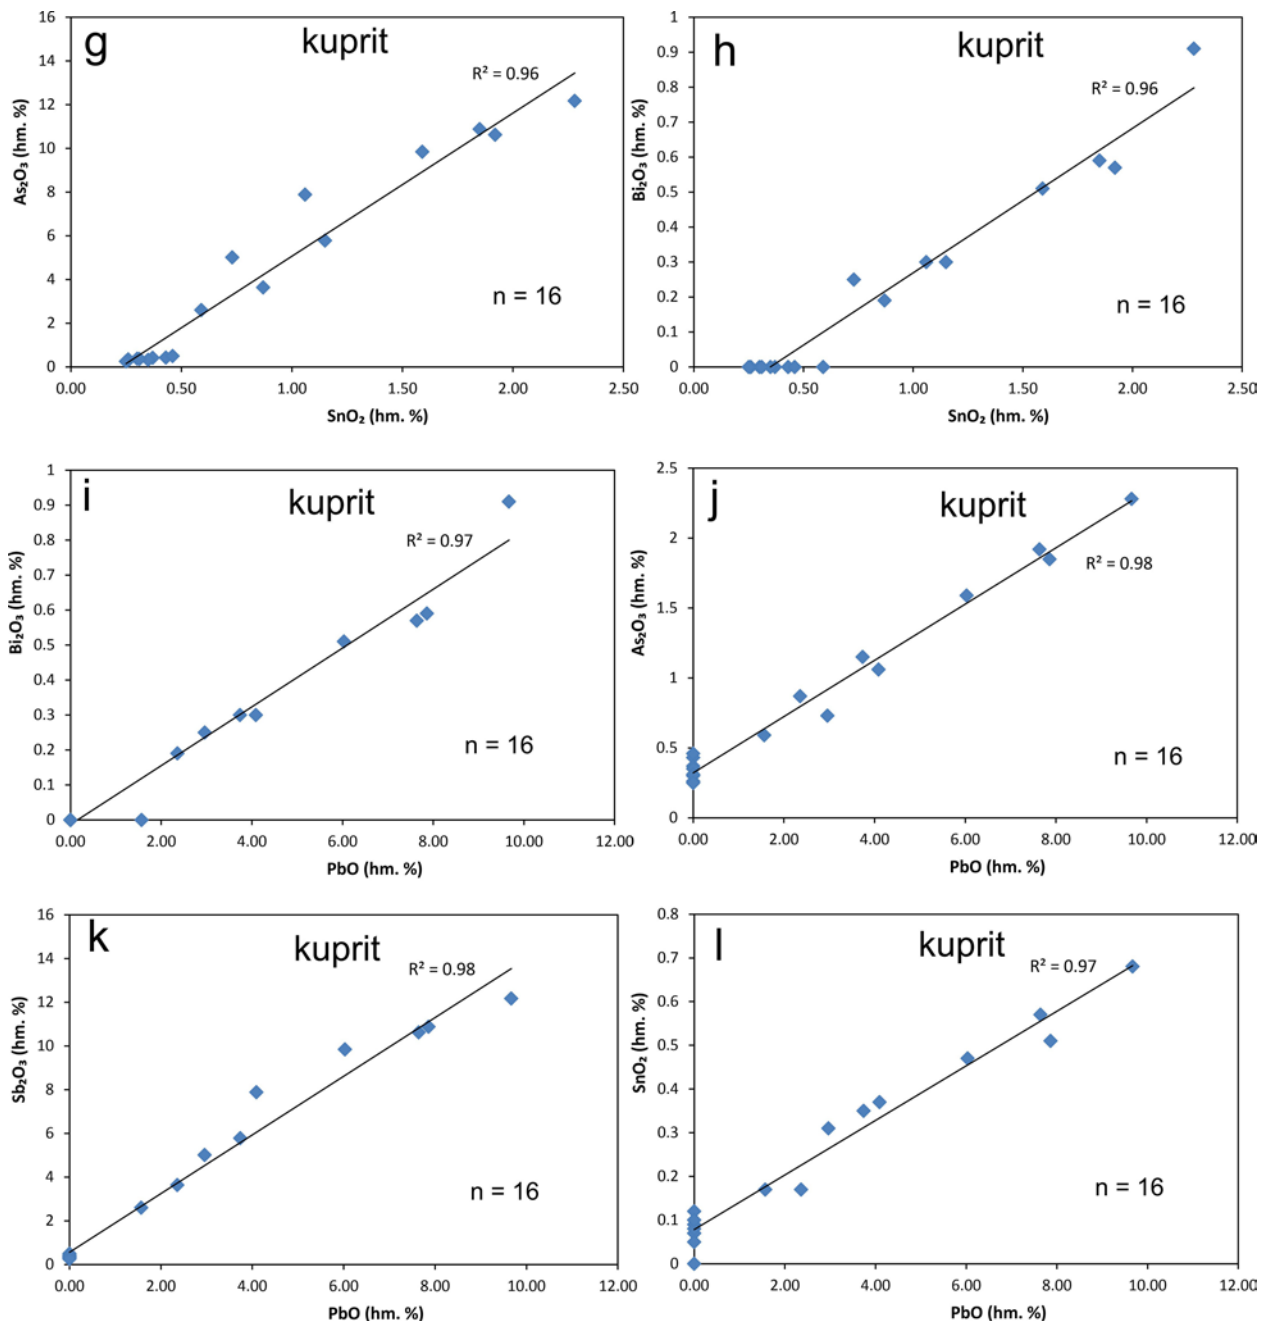 g
kuprit
R² = 0.96
n = 16
As₂O₃ (hm. %)
16
14
12
10
8
6
4
2
0
0.00 0.50 1.00 1.50 2.00 2.50
SnO₂ (hm. %)
h
kuprit
R² = 0.96
n = 16
Bi₂O₃ (hm. %)
1
0.9
0.8
0.7
0.6
0.5
0.4
0.3
0.2
0.1
0
0.00 0.50 1.00 1.50 2.00 2.50
SnO₂ (hm. %)
i
kuprit
R² = 0.97
n = 16
Bi₂O₃ (hm. %)
1
0.9
0.8
0.7
0.6
0.5
0.4
0.3
0.2
0.1
0
0.00 2.00 4.00 6.00 8.00 10.00 12.00
PbO (hm. %)
j
kuprit
R² = 0.98
n = 16
As₂O₃ (hm. %)
2.5
2
1.5
1
0.5
0
0.00 2.00 4.00 6.00 8.00 10.00 12.00
PbO (hm. %)
k
kuprit
R² = 0.98
n = 16
Sb₂O₃ (hm. %)
16
14
12
10
8
6
4
2
0
0.00 2.00 4.00 6.00 8.00 10.00 12.00
PbO (hm. %)
l
kuprit
R² = 0.97
n = 16
SnO₂ (hm. %)
0.8
0.7
0.6
0.5
0.4
0.3
0.2
0.1
0
0.00 2.00 4.00 6.00 8.00 10.00 12.00
PbO (hm. %)